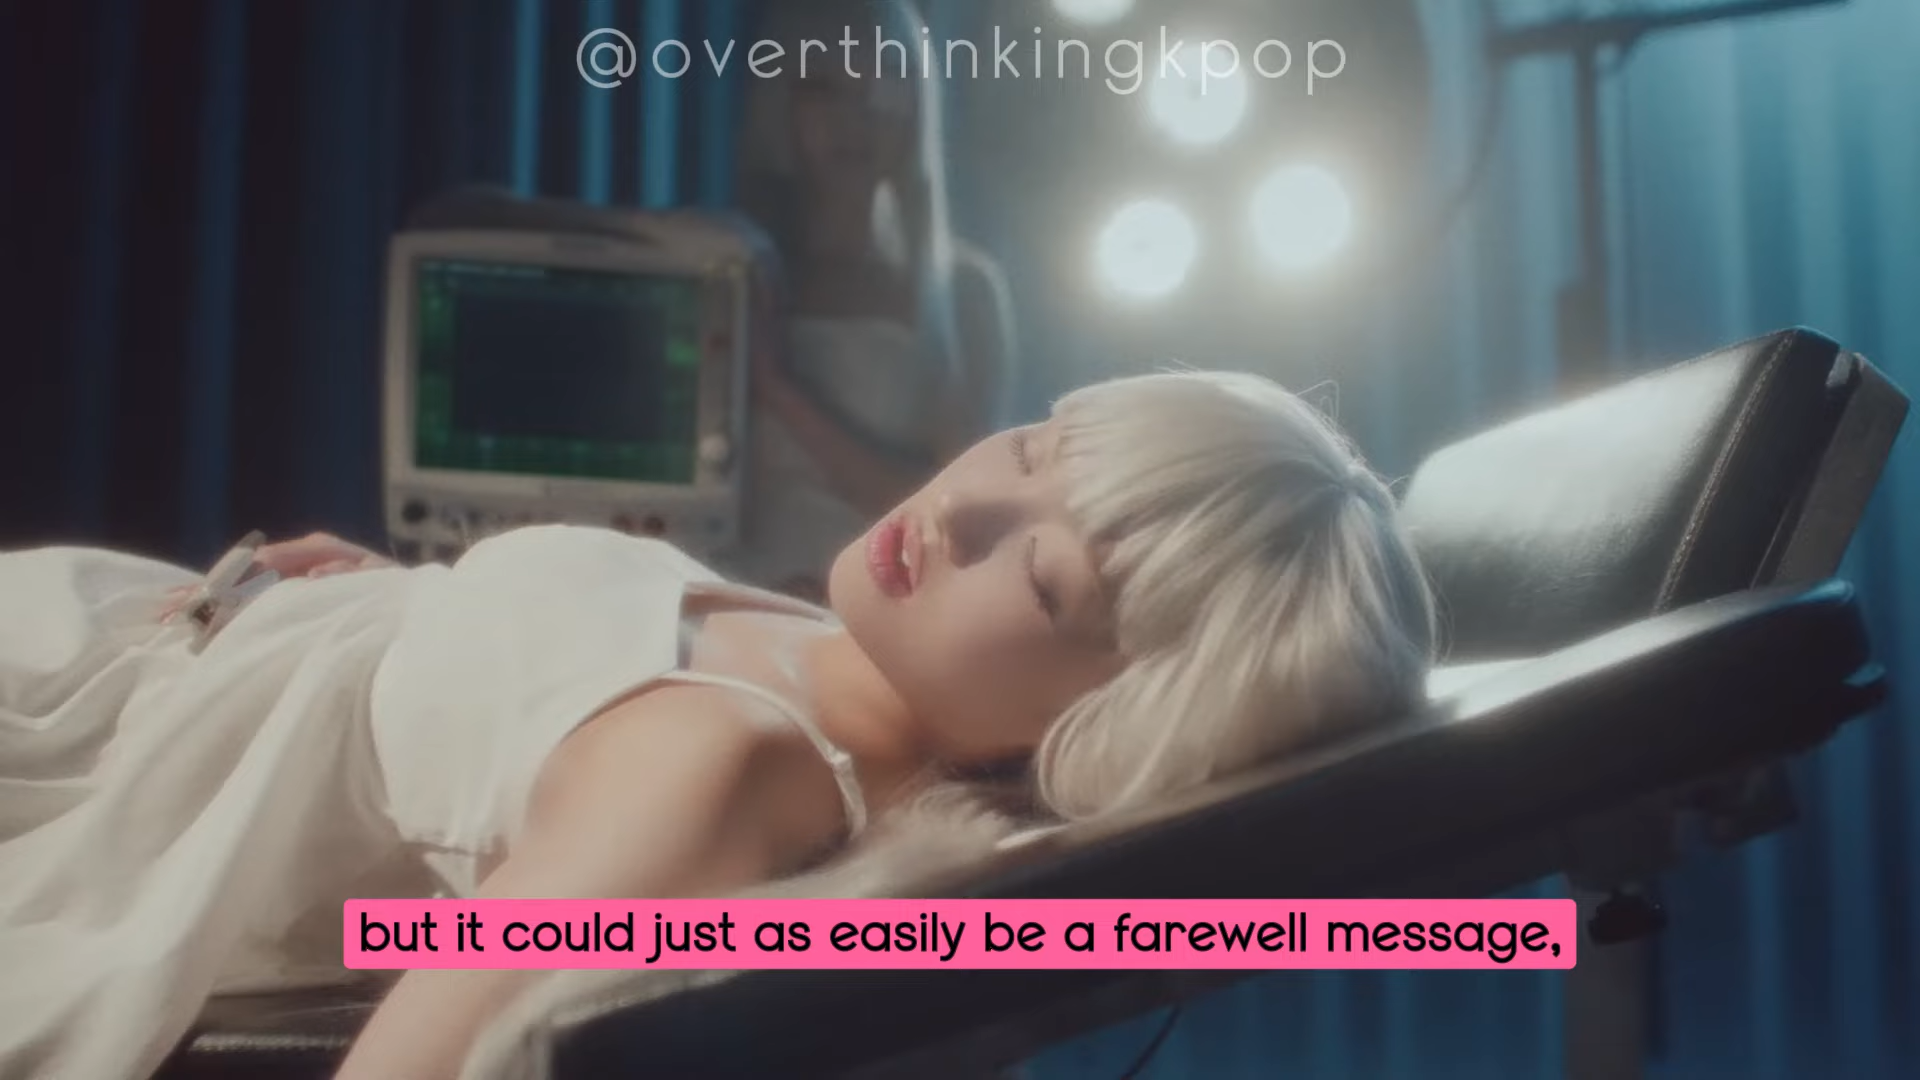 @overthinkingkpop
but it could just as easily be a farewell message,